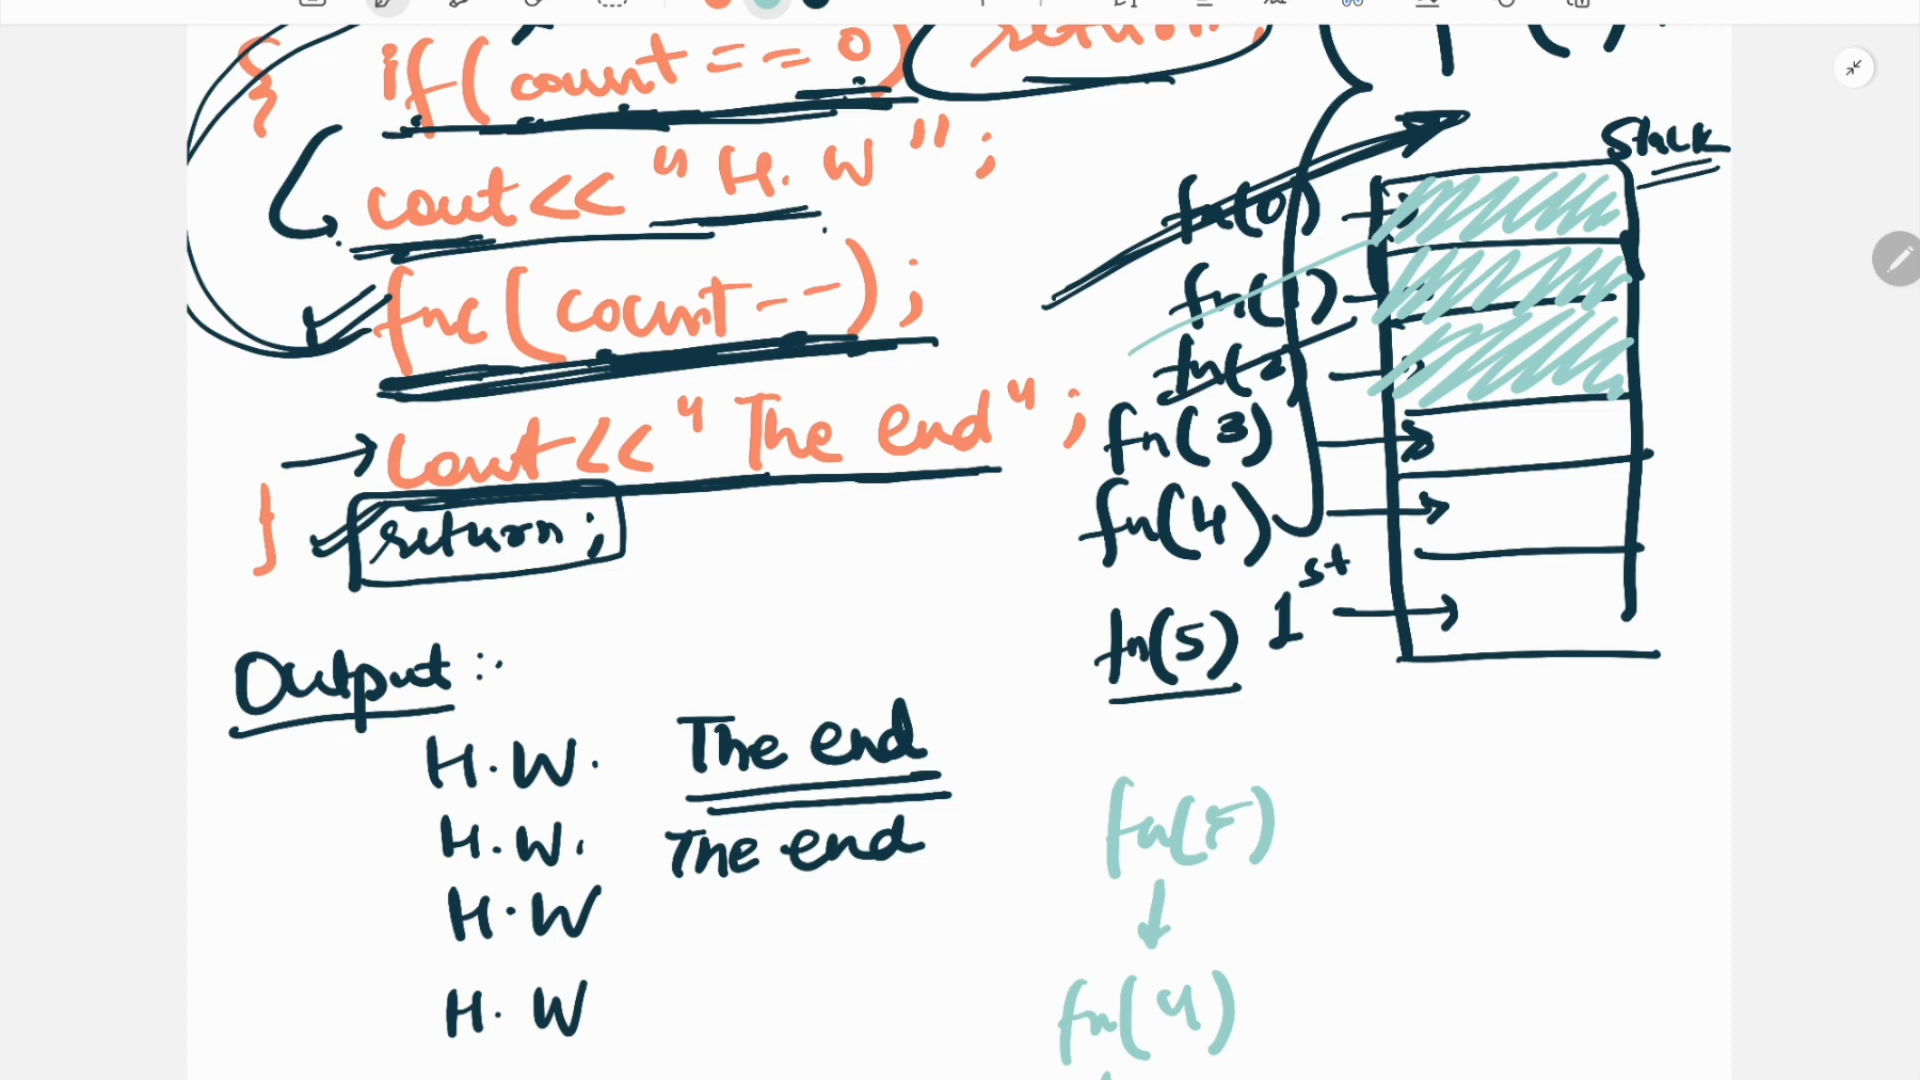 { if(count==0) return;
cout<< "H.W";
fnc(count--);
cout<< "The end";
}
return;
Stack
fn(0)
fn(1)
fn(2)
fn(3)
fn(4)
fn(5) 1st
Output :-
H.W. The end
H.W. The end
H.W
H.W
fn(5)
fn(4)